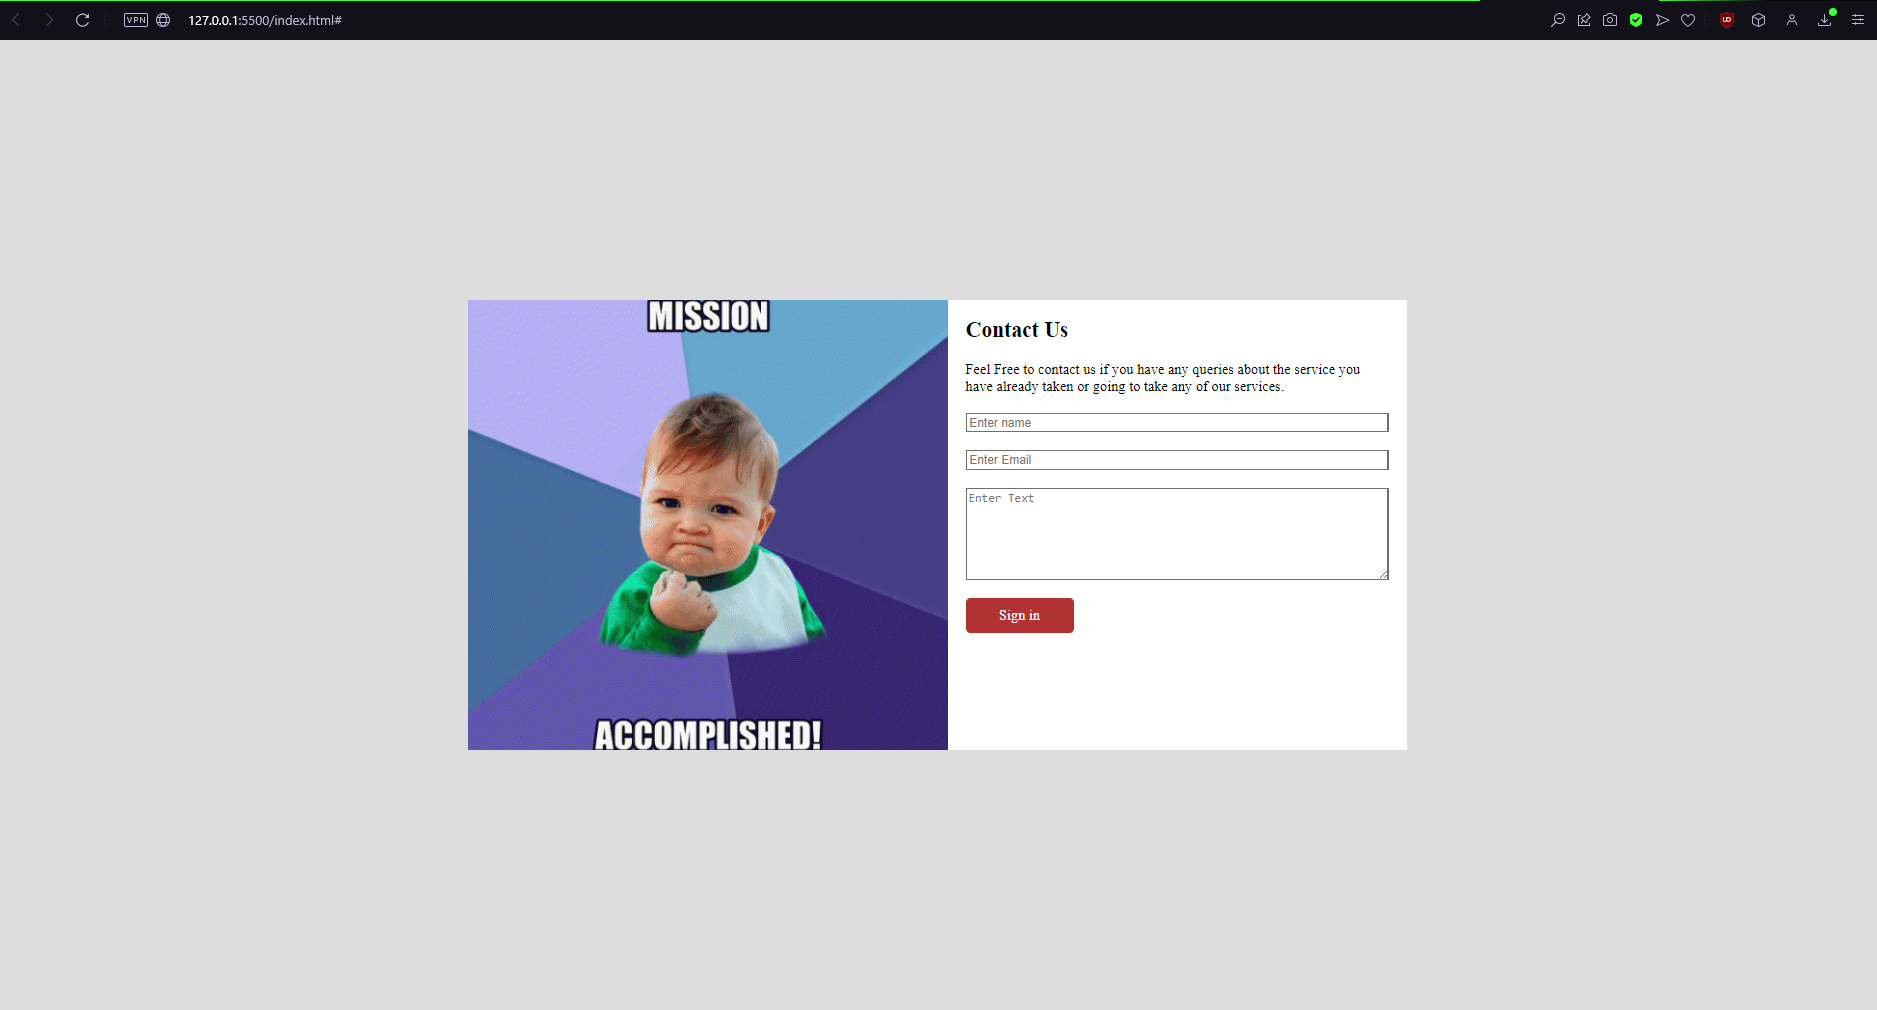 VPN
127.0.0.1:5500/index.html#
MISSION
ACCOMPLISHED!
Contact Us
Feel Free to contact us if you have any queries about the service you
have already taken or going to take any of our services.
Enter name
Enter Email
Enter Text
Sign in